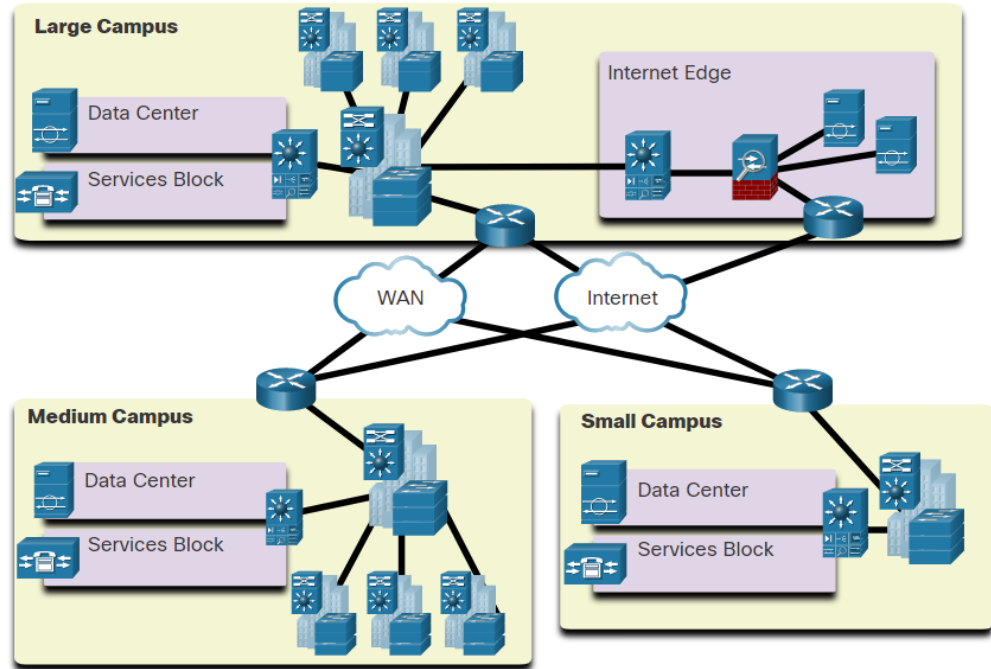 Large Campus
Internet Edge
Data Center
Services Block
WAN
Internet
Medium Campus
Data Center
Services Block
Small Campus
Data Center
Services Block